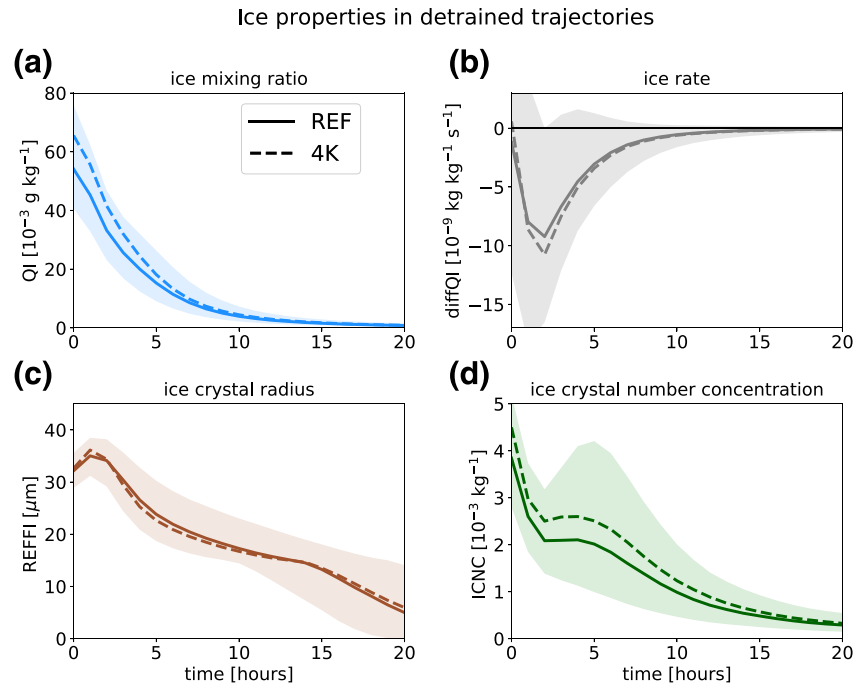 Ice properties in detrained trajectories
(a)
ice mixing ratio
QI [10⁻³ g kg⁻¹]
80
60
40
20
0
0 5 10 15 20
REF
4K
(b)
ice rate
diffQI [10⁻⁹ kg kg⁻¹ s⁻¹]
0
−5
−10
−15
0 5 10 15 20
(c)
ice crystal radius
REFFI [μm]
40
30
20
10
0
0 5 10 15 20
time [hours]
(d)
ice crystal number concentration
ICNC [10⁻³ kg⁻¹]
5
4
3
2
1
0
0 5 10 15 20
time [hours]